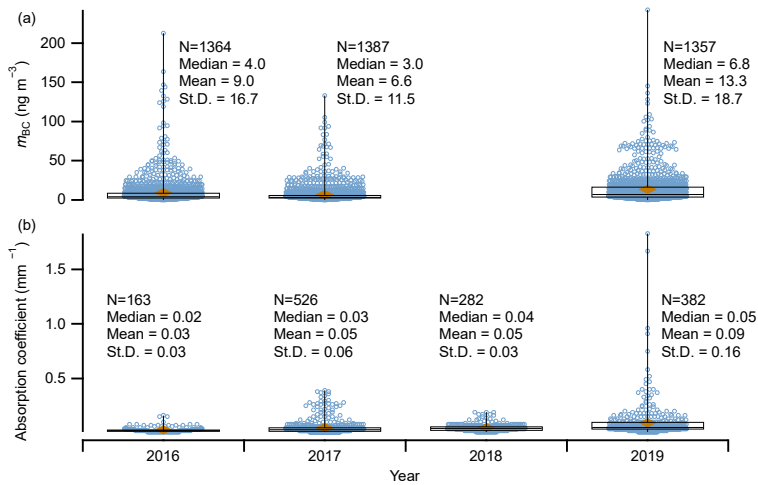 (a)
m_BC (ng m⁻³)
200
150
100
50
0
N=1364
Median = 4.0
Mean = 9.0
St.D. = 16.7
N=1387
Median = 3.0
Mean = 6.6
St.D. = 11.5
N=1357
Median = 6.8
Mean = 13.3
St.D. = 18.7
(b)
Absorption coefficient (mm⁻¹)
1.5
1.0
0.5
N=163
Median = 0.02
Mean = 0.03
St.D. = 0.03
N=526
Median = 0.03
Mean = 0.05
St.D. = 0.06
N=282
Median = 0.04
Mean = 0.05
St.D. = 0.03
N=382
Median = 0.05
Mean = 0.09
St.D. = 0.16
2016
2017
2018
2019
Year